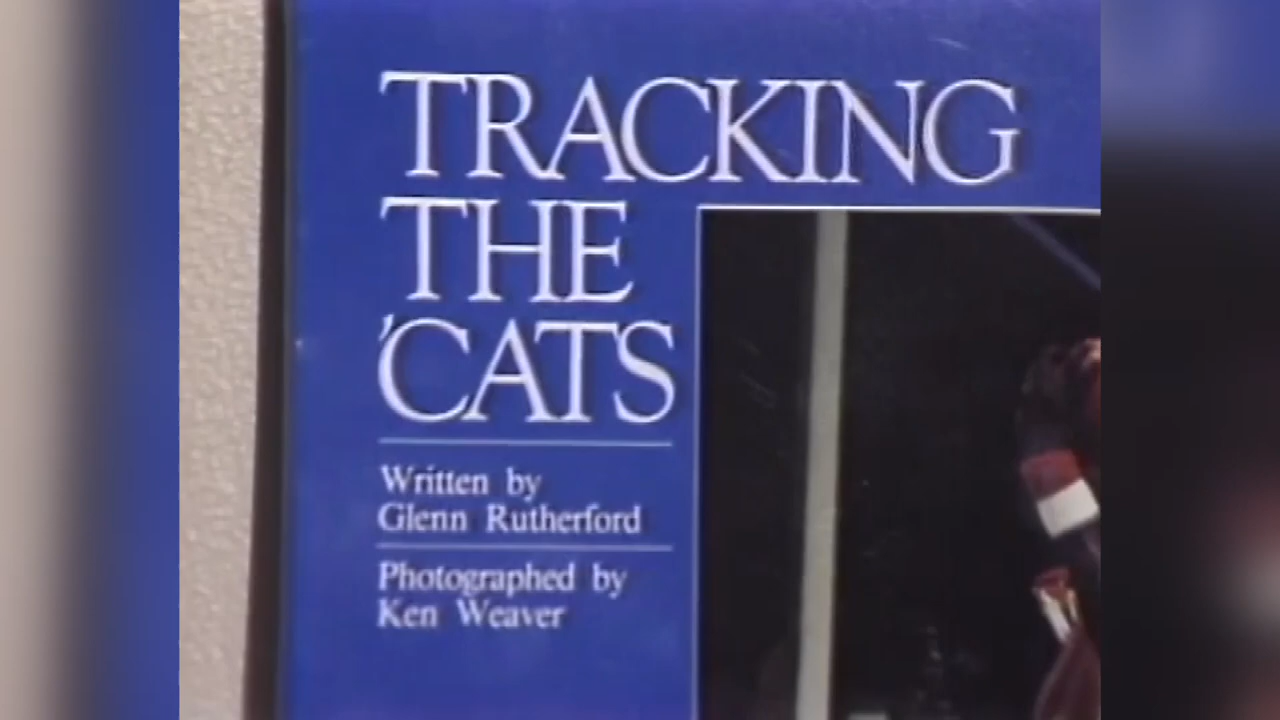 TRACKING
THE
'CATS
Written by
Glenn Rutherford
Photographed by
Ken Weaver